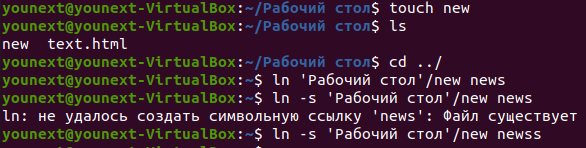 younext@younext-VirtualBox:~/Рабочий стол$ touch new
younext@younext-VirtualBox:~/Рабочий стол$ ls
new  text.html
younext@younext-VirtualBox:~/Рабочий стол$ cd ../
younext@younext-VirtualBox:~$ ln 'Рабочий стол'/new news
younext@younext-VirtualBox:~$ ln -s 'Рабочий стол'/new news
ln: не удалось создать символьную ссылку 'news': Файл существует
younext@younext-VirtualBox:~$ ln -s 'Рабочий стол'/new newss